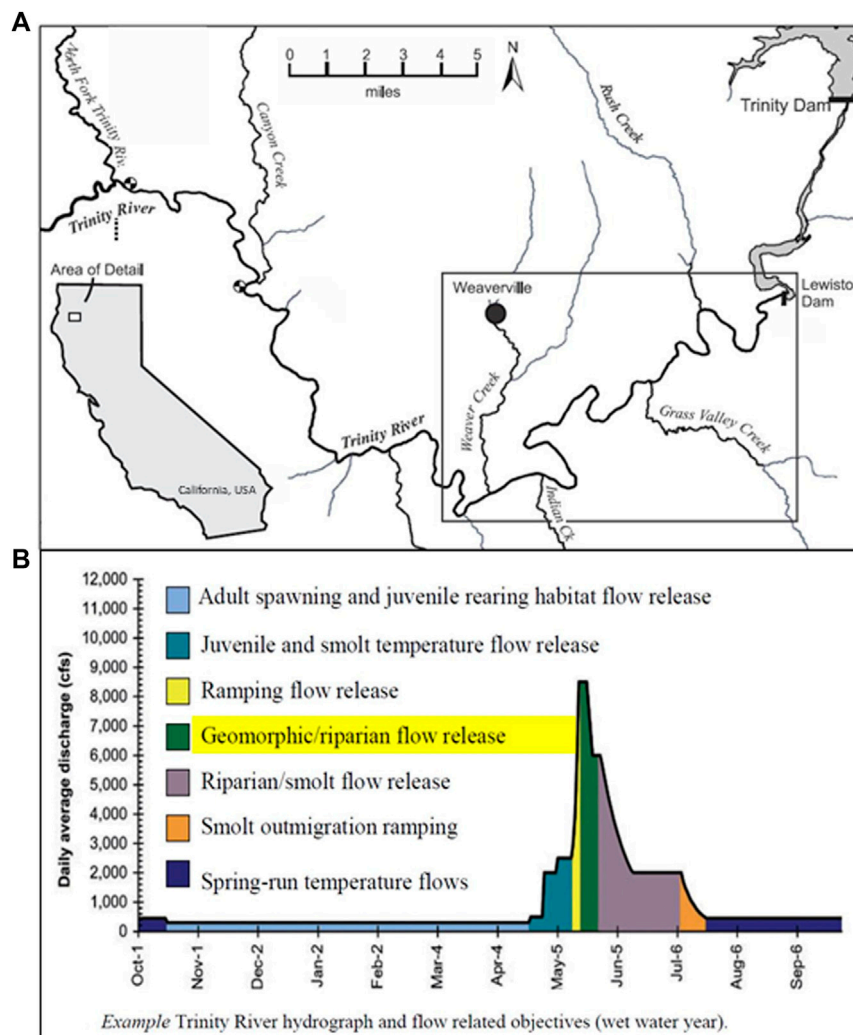 A
North Fork Trinity Riv.
Canyon Creek
0 1 2 3 4 5
miles
N
Rush Creek
Trinity Dam
Trinity River
Area of Detail
Weaverville
Lewiston
Dam
Weaver Creek
Grass Valley Creek
Trinity River
Indian Ck
California, USA
B
Daily average discharge (cfs)
12,000
11,000
10,000
9,000
8,000
7,000
6,000
5,000
4,000
3,000
2,000
1,000
0
Adult spawning and juvenile rearing habitat flow release
Juvenile and smolt temperature flow release
Ramping flow release
Geomorphic/riparian flow release
Riparian/smolt flow release
Smolt outmigration ramping
Spring-run temperature flows
Oct-1 Nov-1 Dec-2 Jan-2 Feb-2 Mar-4 Apr-4 May-5 Jun-5 Jul-6 Aug-6 Sep-6
Example Trinity River hydrograph and flow related objectives (wet water year).